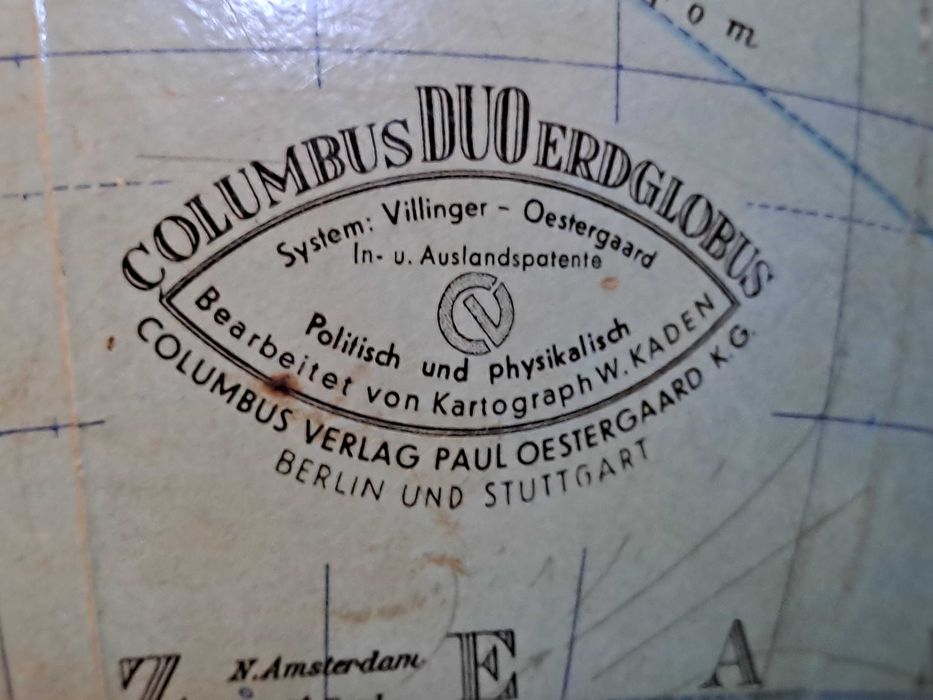 om
COLUMBUS DUO ERDGLOBUS
System: Villinger - Oestergaard
In- u. Auslandspatente
Politisch und physikalisch
Bearbeitet von Kartograph W. KADEN
COLUMBUS VERLAG PAUL OESTERGAARD K.G.
BERLIN UND STUTTGART
Z E A
N. Amsterdam